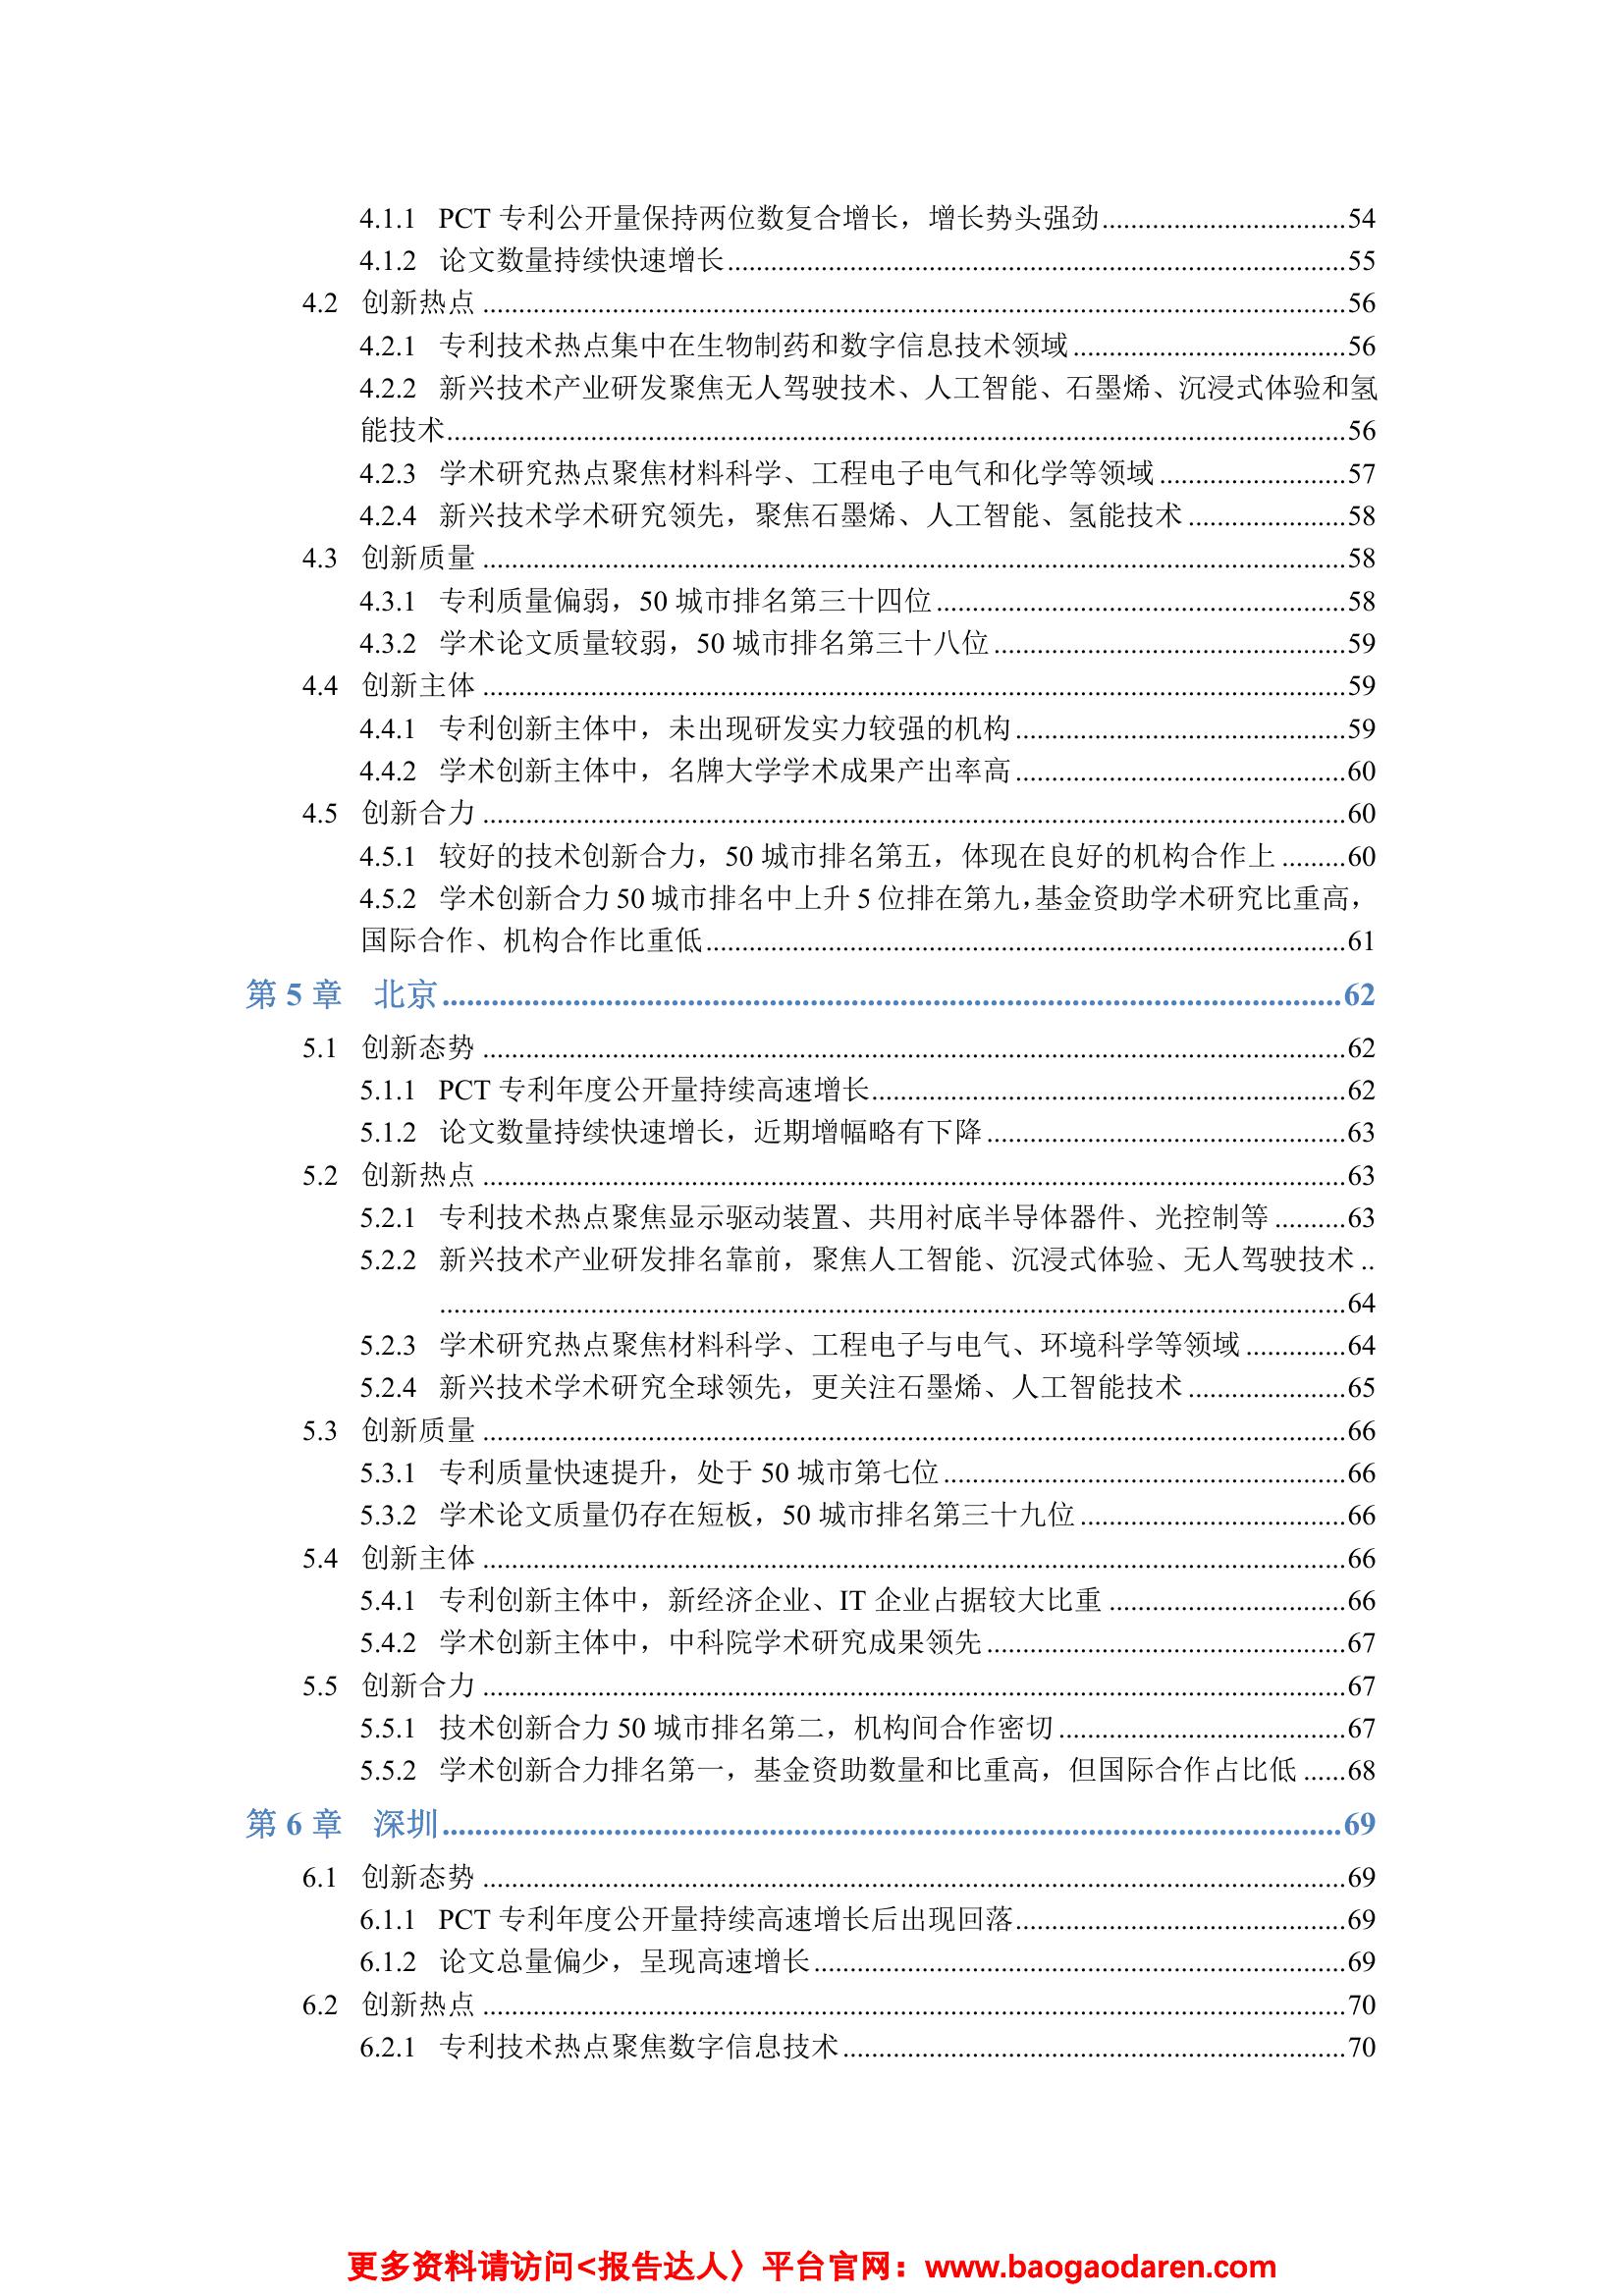 4.1.1 PCT 专利公开量保持两位数复合增长，增长势头强劲..................................54
4.1.2 论文数量持续快速增长......................................................................................55
4.2 创新热点........................................................................................................................56
4.2.1 专利技术热点集中在生物制药和数字信息技术领域......................................56
4.2.2 新兴技术产业研发聚焦无人驾驶技术、人工智能、石墨烯、沉浸式体验和氢
能技术.............................................................................................................................56
4.2.3 学术研究热点聚焦材料科学、工程电子电气和化学等领域..........................57
4.2.4 新兴技术学术研究领先，聚焦石墨烯、人工智能、氢能技术......................58
4.3 创新质量........................................................................................................................58
4.3.1 专利质量偏弱，50 城市排名第三十四位.........................................................58
4.3.2 学术论文质量较弱，50 城市排名第三十八位.................................................59
4.4 创新主体........................................................................................................................59
4.4.1 专利创新主体中，未出现研发实力较强的机构..............................................59
4.4.2 学术创新主体中，名牌大学学术成果产出率高..............................................60
4.5 创新合力........................................................................................................................60
4.5.1 较好的技术创新合力，50 城市排名第五，体现在良好的机构合作上.........60
4.5.2 学术创新合力 50 城市排名中上升 5 位排在第九，基金资助学术研究比重高，
国际合作、机构合作比重低.........................................................................................61
第 5 章 北京..............................................................................................................62
5.1 创新态势........................................................................................................................62
5.1.1 PCT 专利年度公开量持续高速增长..................................................................62
5.1.2 论文数量持续快速增长，近期增幅略有下降..................................................63
5.2 创新热点........................................................................................................................63
5.2.1 专利技术热点聚焦显示驱动装置、共用衬底半导体器件、光控制等..........63
5.2.2 新兴技术产业研发排名靠前，聚焦人工智能、沉浸式体验、无人驾驶技术..
..............................................................................................................................64
5.2.3 学术研究热点聚焦材料科学、工程电子与电气、环境科学等领域..............64
5.2.4 新兴技术学术研究全球领先，更关注石墨烯、人工智能技术......................65
5.3 创新质量........................................................................................................................66
5.3.1 专利质量快速提升，处于 50 城市第七位........................................................66
5.3.2 学术论文质量仍存在短板，50 城市排名第三十九位.....................................66
5.4 创新主体........................................................................................................................66
5.4.1 专利创新主体中，新经济企业、IT 企业占据较大比重.................................66
5.4.2 学术创新主体中，中科院学术研究成果领先..................................................67
5.5 创新合力........................................................................................................................67
5.5.1 技术创新合力 50 城市排名第二，机构间合作密切........................................67
5.5.2 学术创新合力排名第一，基金资助数量和比重高，但国际合作占比低......68
第 6 章 深圳..............................................................................................................69
6.1 创新态势........................................................................................................................69
6.1.1 PCT 专利年度公开量持续高速增长后出现回落..............................................69
6.1.2 论文总量偏少，呈现高速增长..........................................................................69
6.2 创新热点........................................................................................................................70
6.2.1 专利技术热点聚焦数字信息技术......................................................................70
更多资料请访问<报告达人〉平台官网：www.baogaodaren.com